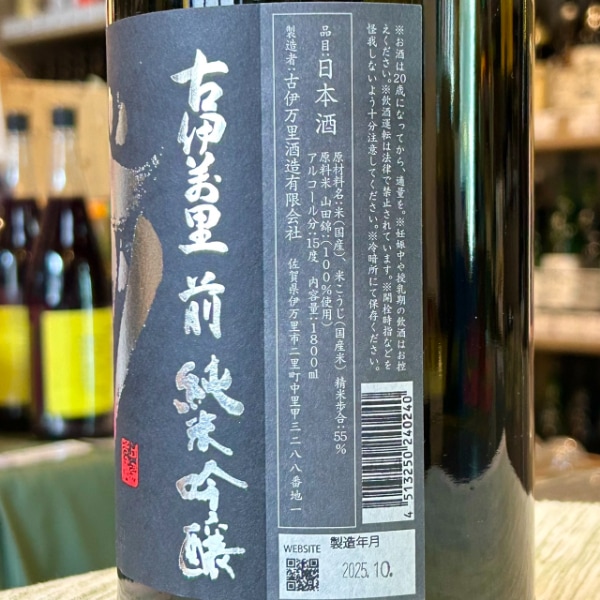 古伊万里 前 純米吟醸
製造者:古伊万里酒造有限会社 佐賀県伊万里市二里町中里甲三二八八番地一
品目:日本酒
原材料名:米(国産)、米こうじ(国産米) 精米歩合:55%
原料米 山田錦:(100%使用)
アルコール分:15度 内容量:1800ml
※お酒は20歳になってから、適量を。※妊娠中や授乳期の飲酒はお控
えください。※飲酒運転は法律で禁止されています。※開栓時指などを
怪我しないよう十分注意してください。※冷暗所にて保存ください。
4 513250 240240
WEBSITE
製造年月
2025.10.